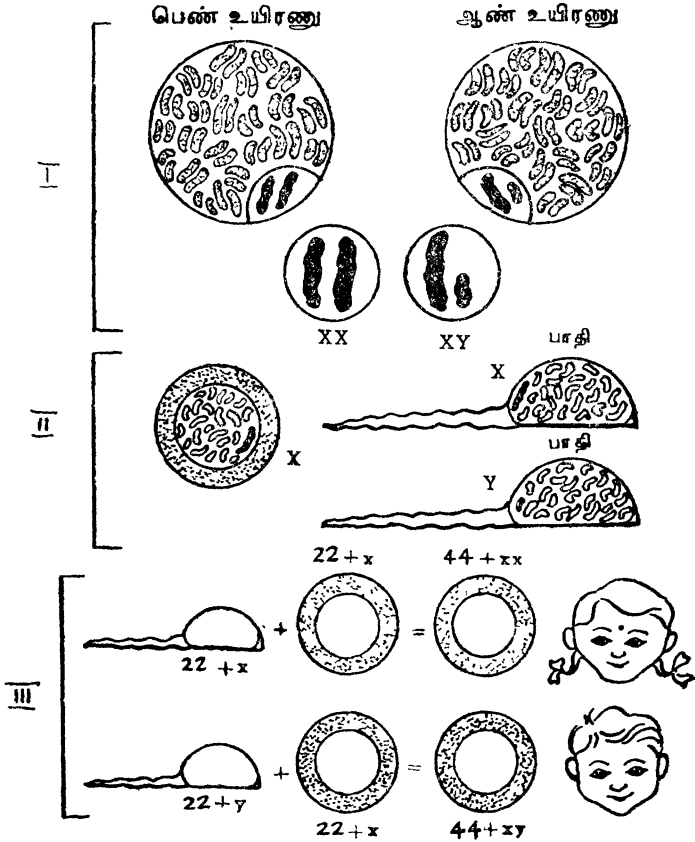 பெண் உயிரணு ஆண் உயிரணு
I
XX XY
பாதி
X
II
X
பாதி
Y
22+x 44+xx
+ =
22+x
III
+ =
22+y
22+x 44+xy